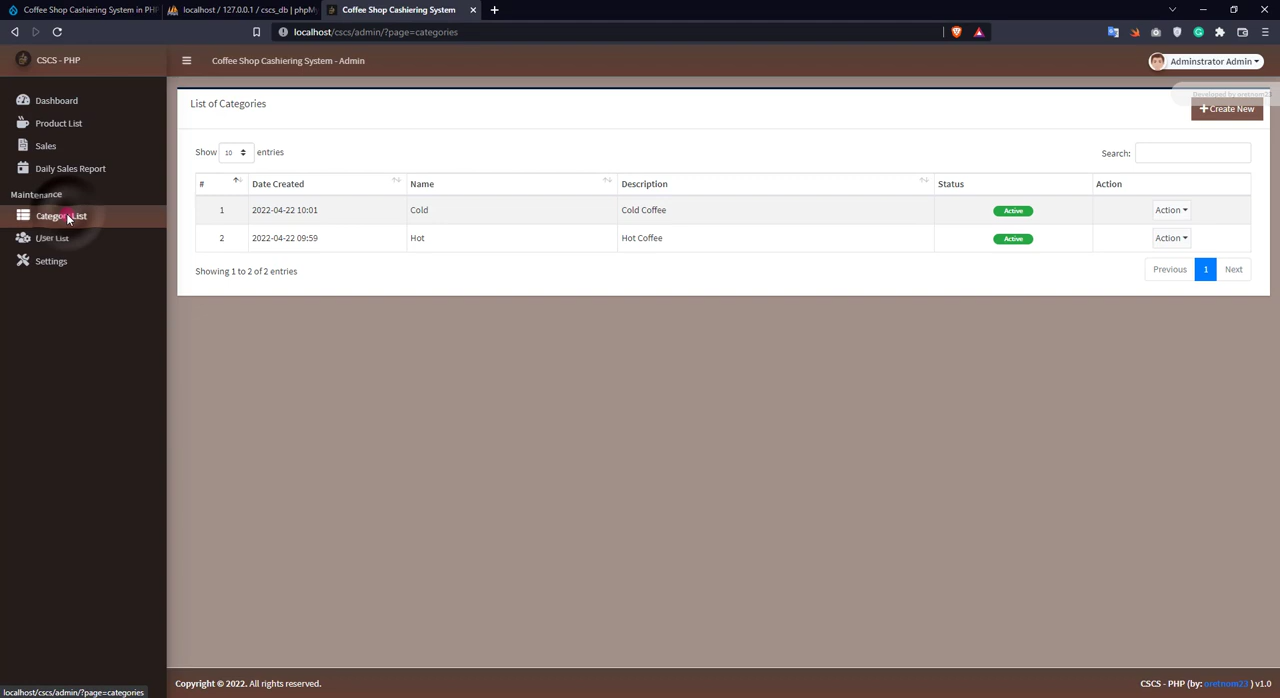 Coffee Shop Cashiering System in PH
localhost / 127.0.0.1 / cscs_db | phpMy
Coffee Shop Cashiering System
localhost/cscs/admin/?page=categories
CSCS - PHP
Coffee Shop Cashiering System - Admin
Adminstrator Admin
Dashboard
Product List
Sales
Daily Sales Report
Maintenance
Category List
User List
Settings
List of Categories
Developed by oretnom23
Create New
Show 10 entries
Search:
# Date Created Name Description Status Action
1 2022-04-22 10:01 Cold Cold Coffee Active Action
2 2022-04-22 09:59 Hot Hot Coffee Active Action
Showing 1 to 2 of 2 entries
Previous 1 Next
Copyright © 2022. All rights reserved.
CSCS - PHP (by: oretnom23 ) v1.0
localhost/cscs/admin/?page=categories